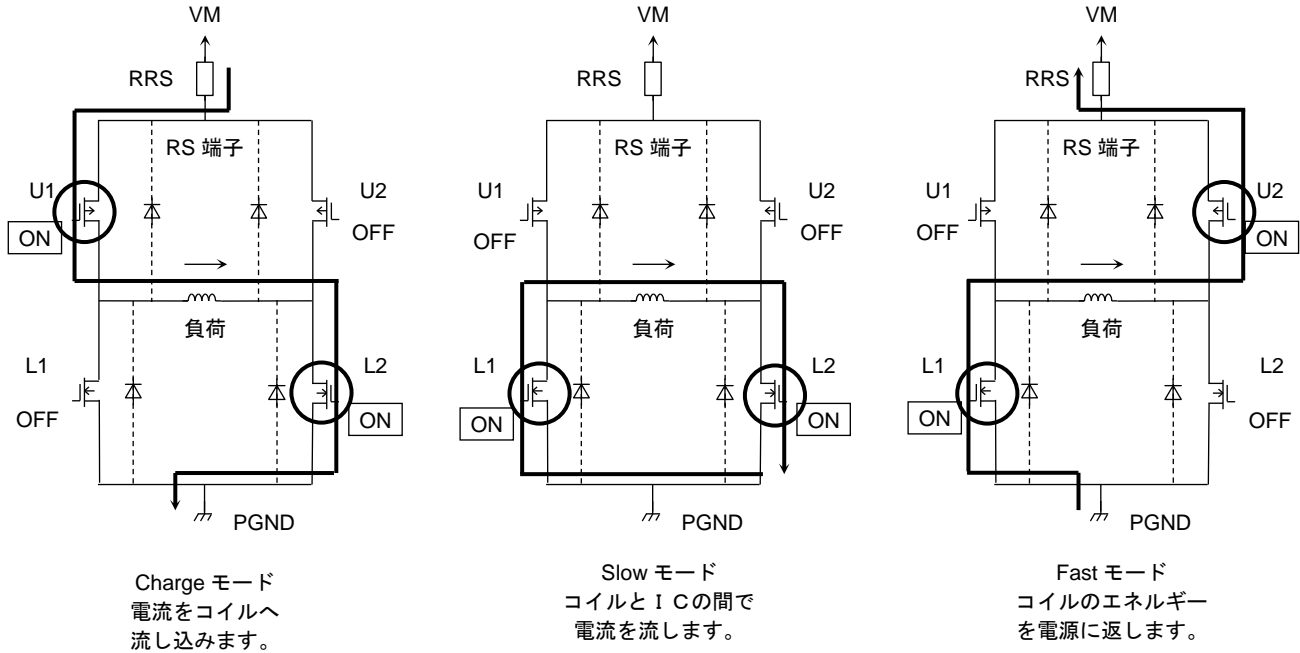 VM
RRS
RS 端子
U1
ON
U2
OFF
負荷
L1
OFF
L2
ON
PGND
Charge モード
電流をコイルへ
流し込みます。
VM
RRS
RS 端子
U1
OFF
U2
OFF
負荷
L1
ON
L2
ON
PGND
Slow モード
コイルとＩＣの間で
電流を流します。
VM
RRS
RS 端子
U1
OFF
U2
ON
負荷
L1
ON
L2
OFF
PGND
Fast モード
コイルのエネルギー
を電源に返します。